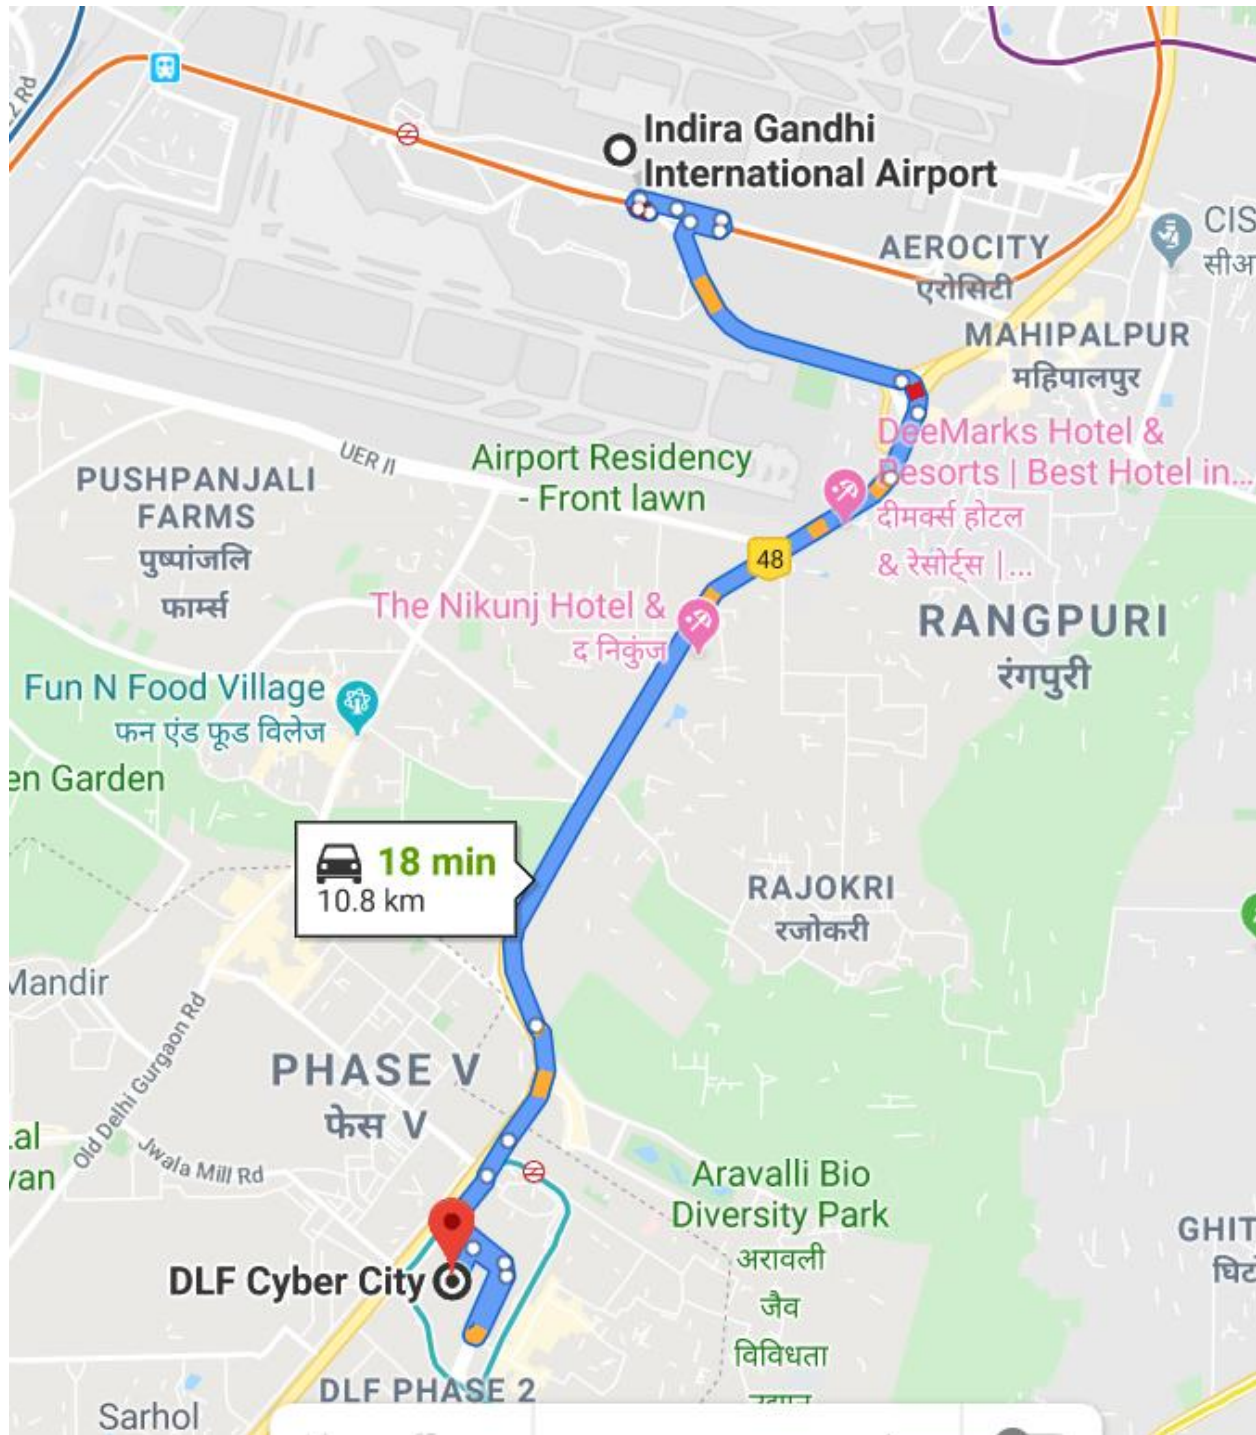 Indira Gandhi
International Airport
CIS
सीआ
AEROCITY
एरोसिटी
MAHIPALPUR
महिपालपुर
DeeMarks Hotel &
Resorts | Best Hotel in...
दीमर्क्स होटल
& रेसोर्ट्स |...
UER II
Airport Residency
- Front lawn
PUSHPANJALI
FARMS
पुष्पांजलि
फार्म्स
48
The Nikunj Hotel &
द निकुंज
RANGPURI
रंगपुरी
Fun N Food Village
फन एंड फूड विलेज
en Garden
18 min
10.8 km
RAJOKRI
रजोकरी
Mandir
Old Delhi Gurgaon Rd
PHASE V
फेस V
Jwala Mill Rd
Aravalli Bio
Diversity Park
अरावली
जैव
विविधता
GHIT
DLF Cyber City
DLF PHASE 2
Sarhol